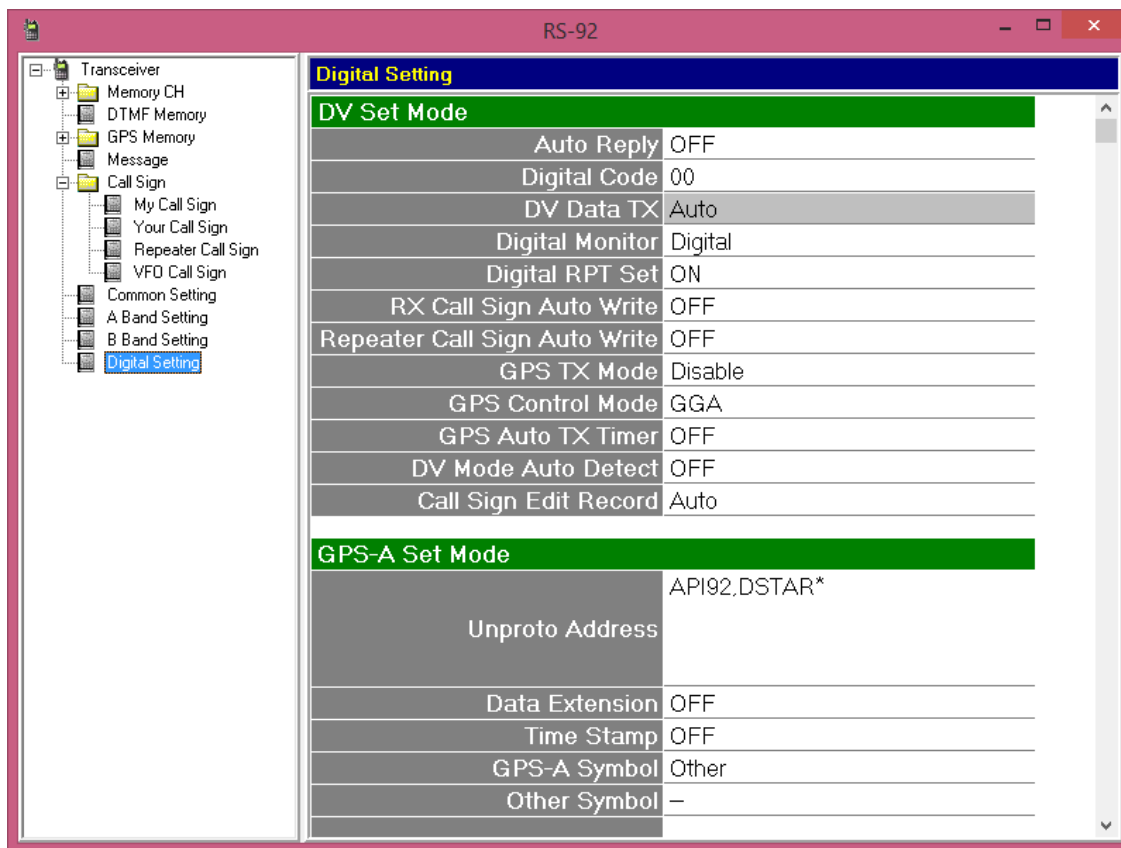 RS-92
Transceiver
Memory CH
DTMF Memory
GPS Memory
Message
Call Sign
My Call Sign
Your Call Sign
Repeater Call Sign
VFO Call Sign
Common Setting
A Band Setting
B Band Setting
Digital Setting
Digital Setting
DV Set Mode
Auto Reply OFF
Digital Code 00
DV Data TX Auto
Digital Monitor Digital
Digital RPT Set ON
RX Call Sign Auto Write OFF
Repeater Call Sign Auto Write OFF
GPS TX Mode Disable
GPS Control Mode GGA
GPS Auto TX Timer OFF
DV Mode Auto Detect OFF
Call Sign Edit Record Auto
GPS-A Set Mode
Unproto Address API92,DSTAR*
Data Extension OFF
Time Stamp OFF
GPS-A Symbol Other
Other Symbol –